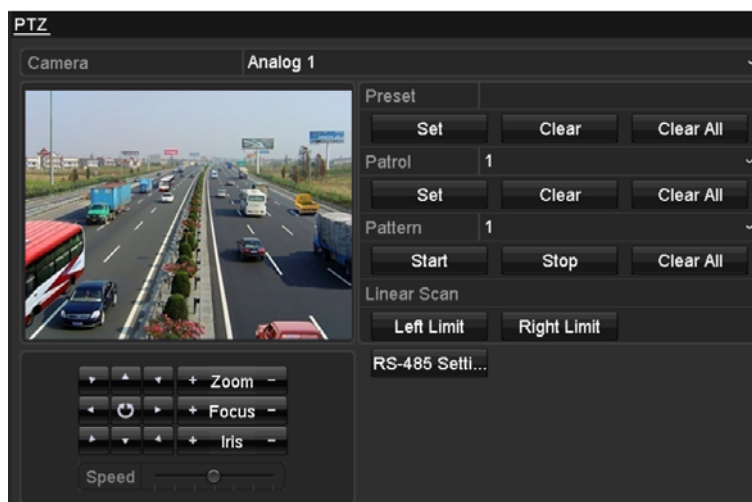 PTZ
Camera Analog 1
Preset
Set Clear Clear All
Patrol 1
Set Clear Clear All
Pattern 1
Start Stop Clear All
Linear Scan
Left Limit Right Limit
RS-485 Setti...
+ Zoom -
+ Focus -
+ Iris -
Speed